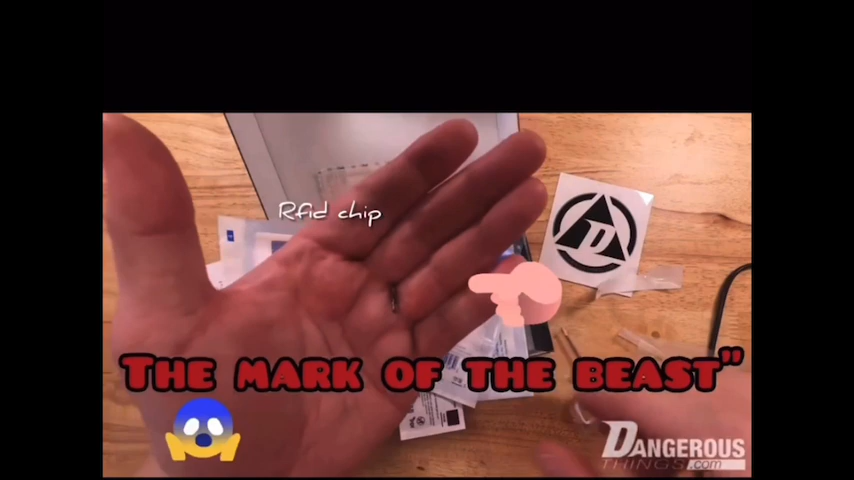 Rfid chip
D
THE MARK OF THE BEAST"
DANGEROUS
THINGS.com